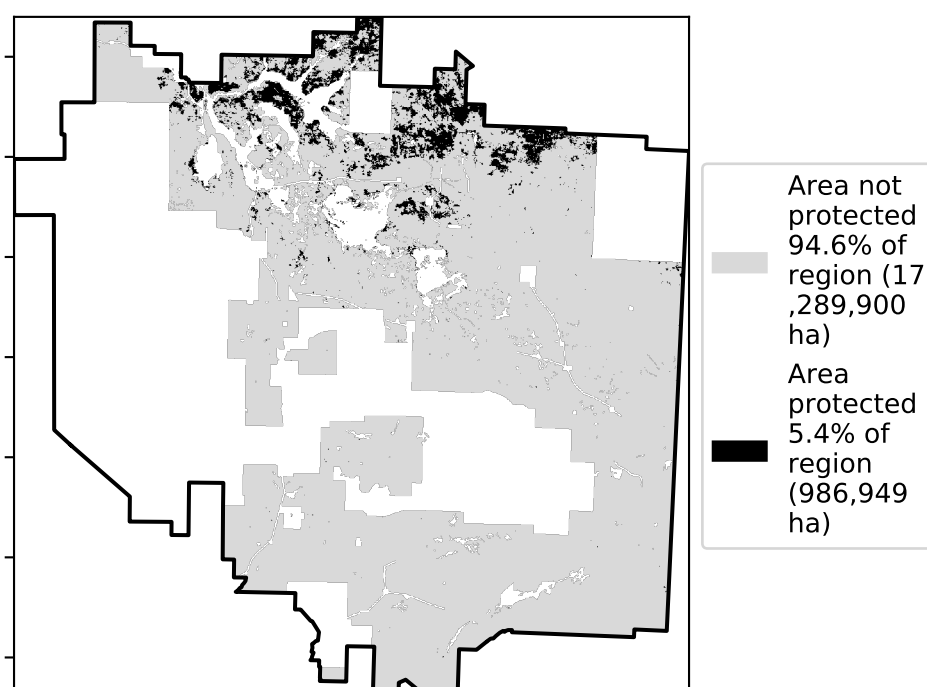 Area not
protected
94.6% of
region (17
,289,900
ha)
Area
protected
5.4% of
region
(986,949
ha)